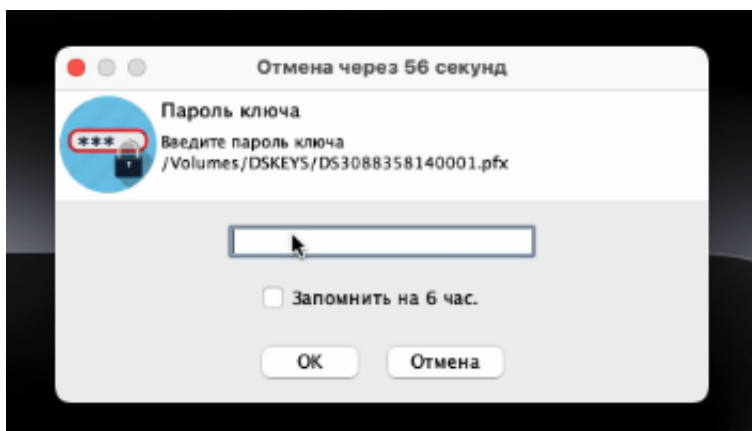 Отмена через 56 секунд
Пароль ключа
***
Введите пароль ключа
/Volumes/DSKEYS/DS3088358140001.pfx
Запомнить на 6 час.
OK
Отмена